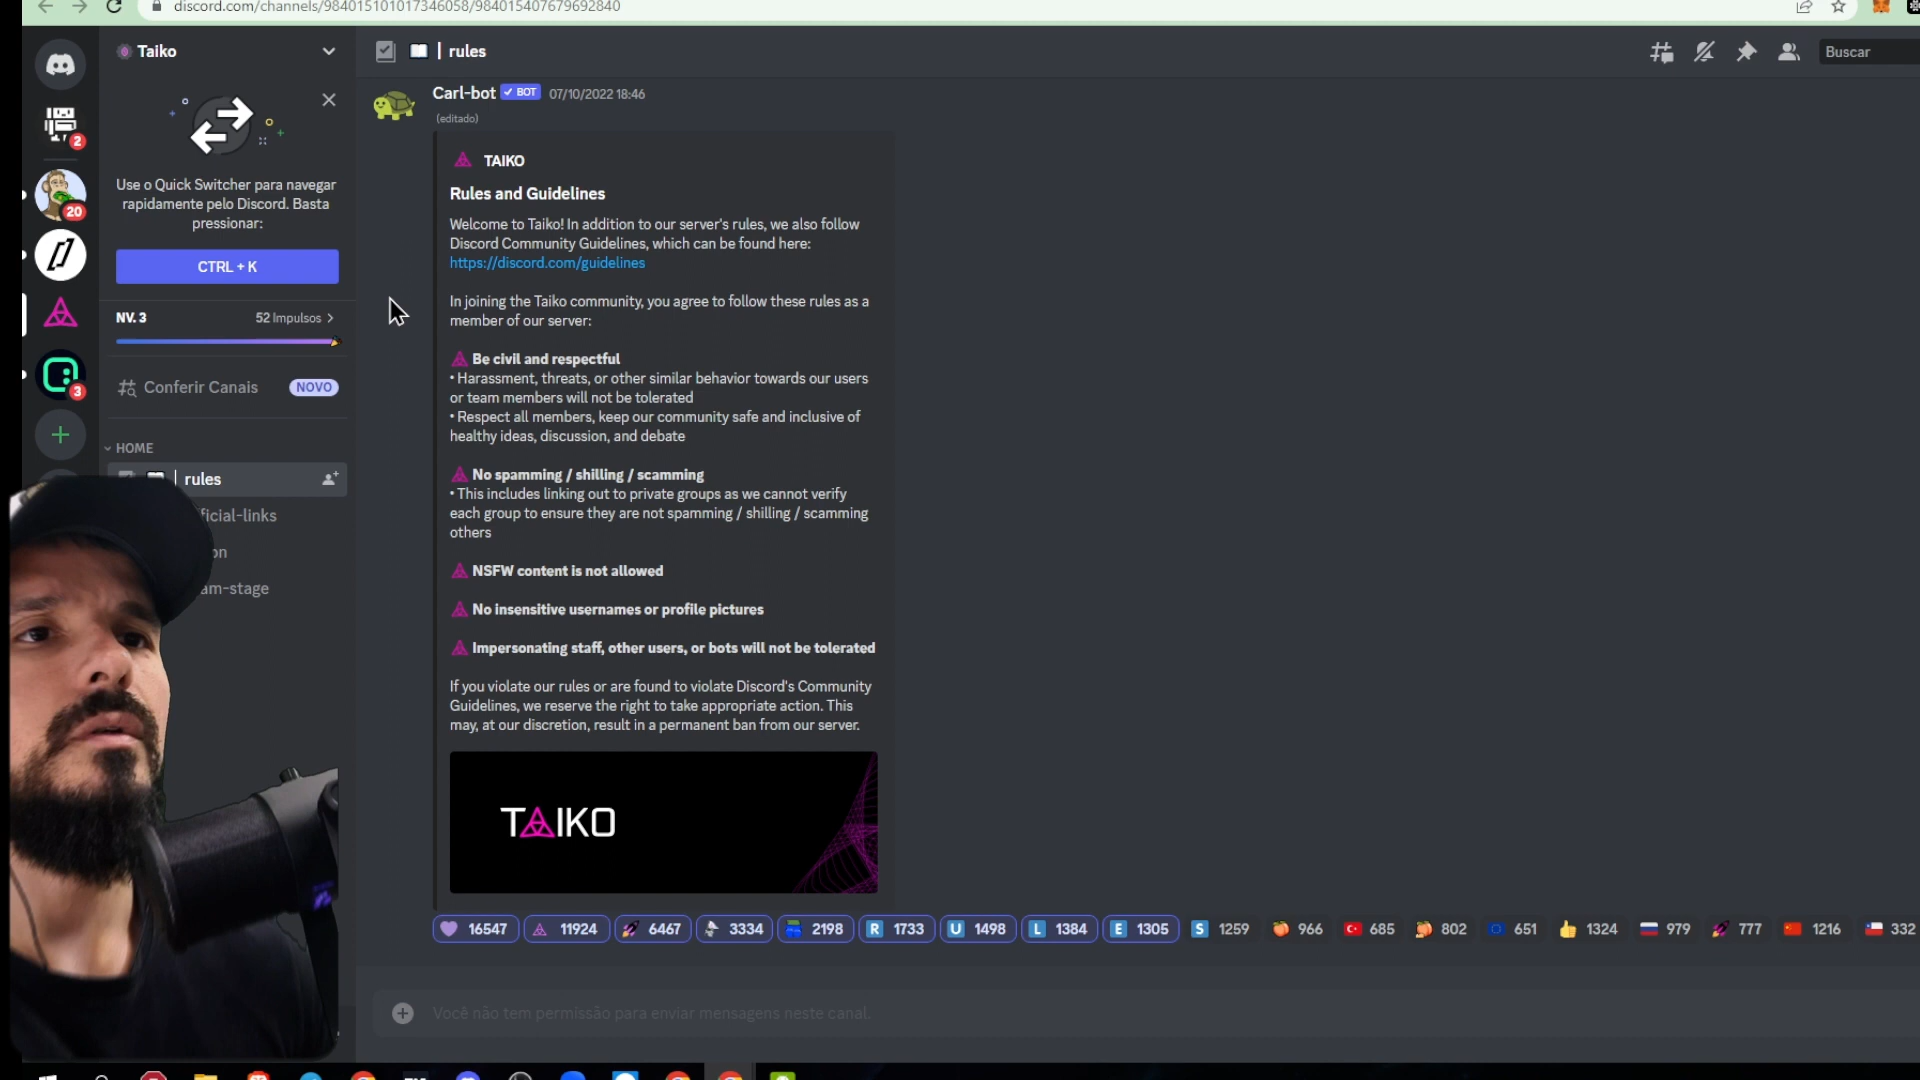 discord.com/channels/984015101017346058/984015407679692840
Taiko
| rules
Buscar
Carl-bot ✓ BOT 07/10/2022 18:46
(editado)
TAIKO
Rules and Guidelines
Welcome to Taiko! In addition to our server's rules, we also follow
Discord Community Guidelines, which can be found here:
https://discord.com/guidelines
In joining the Taiko community, you agree to follow these rules as a
member of our server:
Be civil and respectful
• Harassment, threats, or other similar behavior towards our users
or team members will not be tolerated
• Respect all members, keep our community safe and inclusive of
healthy ideas, discussion, and debate
No spamming / shilling / scamming
• This includes linking out to private groups as we cannot verify
each group to ensure they are not spamming / shilling / scamming
others
NSFW content is not allowed
No insensitive usernames or profile pictures
Impersonating staff, other users, or bots will not be tolerated
If you violate our rules or are found to violate Discord's Community
Guidelines, we reserve the right to take appropriate action. This
may, at our discretion, result in a permanent ban from our server.
TAIKO
16547 11924 6467 3334 2198 R 1733 U 1498 L 1384 E 1305 S 1259 966 685 802 651 1324 979 777 1216 332
Você não tem permissão para enviar mensagens neste canal.
Use o Quick Switcher para navegar
rapidamente pelo Discord. Basta
pressionar:
CTRL + K
NV. 3 52 Impulsos >
Conferir Canais NOVO
HOME
| rules
ficial-links
on
am-stage
2
20
3